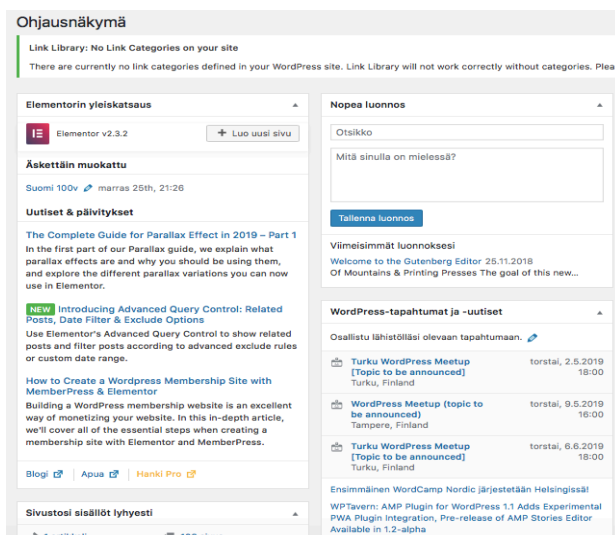 Ohjausnäkymä
Link Library: No Link Categories on your site
There are currently no link categories defined in your WordPress site. Link Library will not work correctly without categories. Plea
Elementorin yleiskatsaus
Elementor v2.3.2
+ Luo uusi sivu
Äskettäin muokattu
Suomi 100v marras 25th, 21:26
Uutiset & päivitykset
The Complete Guide for Parallax Effect in 2019 – Part 1
In the first part of our Parallax guide, we explain what
parallax effects are and why you should be using them,
and explore the different parallax variations you can now
use in Elementor.
NEW Introducing Advanced Query Control: Related
Posts, Date Filter & Exclude Options
Use Elementor's Advanced Query Control to show related
posts and filter posts according to advanced exclude rules
or custom date range.
How to Create a Wordpress Membership Site with
MemberPress & Elementor
Building a WordPress membership website is an excellent
way of monetizing your website. In this in-depth article,
we'll cover all of the essential steps when creating a
membership site with Elementor and MemberPress.
Blogi Apua Hanki Pro
Sivustosi sisällöt lyhyesti
Nopea luonnos
Otsikko
Mitä sinulla on mielessä?
Tallenna luonnos
Viimeisimmät luonnoksesi
Welcome to the Gutenberg Editor 25.11.2018
Of Mountains & Printing Presses The goal of this new...
WordPress-tapahtumat ja -uutiset
Osallistu lähistölläsi olevaan tapahtumaan.
Turku WordPress Meetup torstai, 2.5.2019
[Topic to be announced] 18:00
Turku, Finland
WordPress Meetup (topic to torstai, 9.5.2019
be announced) 16:00
Tampere, Finland
Turku WordPress Meetup torstai, 6.6.2019
[Topic to be announced] 18:00
Turku, Finland
Ensimmäinen WordCamp Nordic järjestetään Helsingissä!
WPTavern: AMP Plugin for WordPress 1.1 Adds Experimental
PWA Plugin Integration, Pre-release of AMP Stories Editor
Available in 1.2-alpha